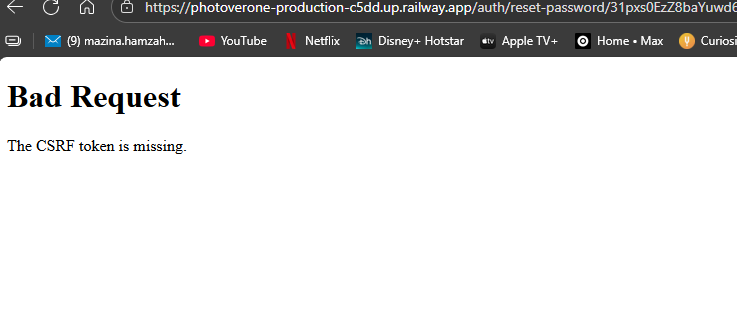 https://photoverone-production-c5dd.up.railway.app/auth/reset-password/31pxs0EzZ8baYuwd6
(9) mazina.hamzah... YouTube Netflix Disney+ Hotstar Apple TV+ Home • Max Curiosi
Bad Request
The CSRF token is missing.